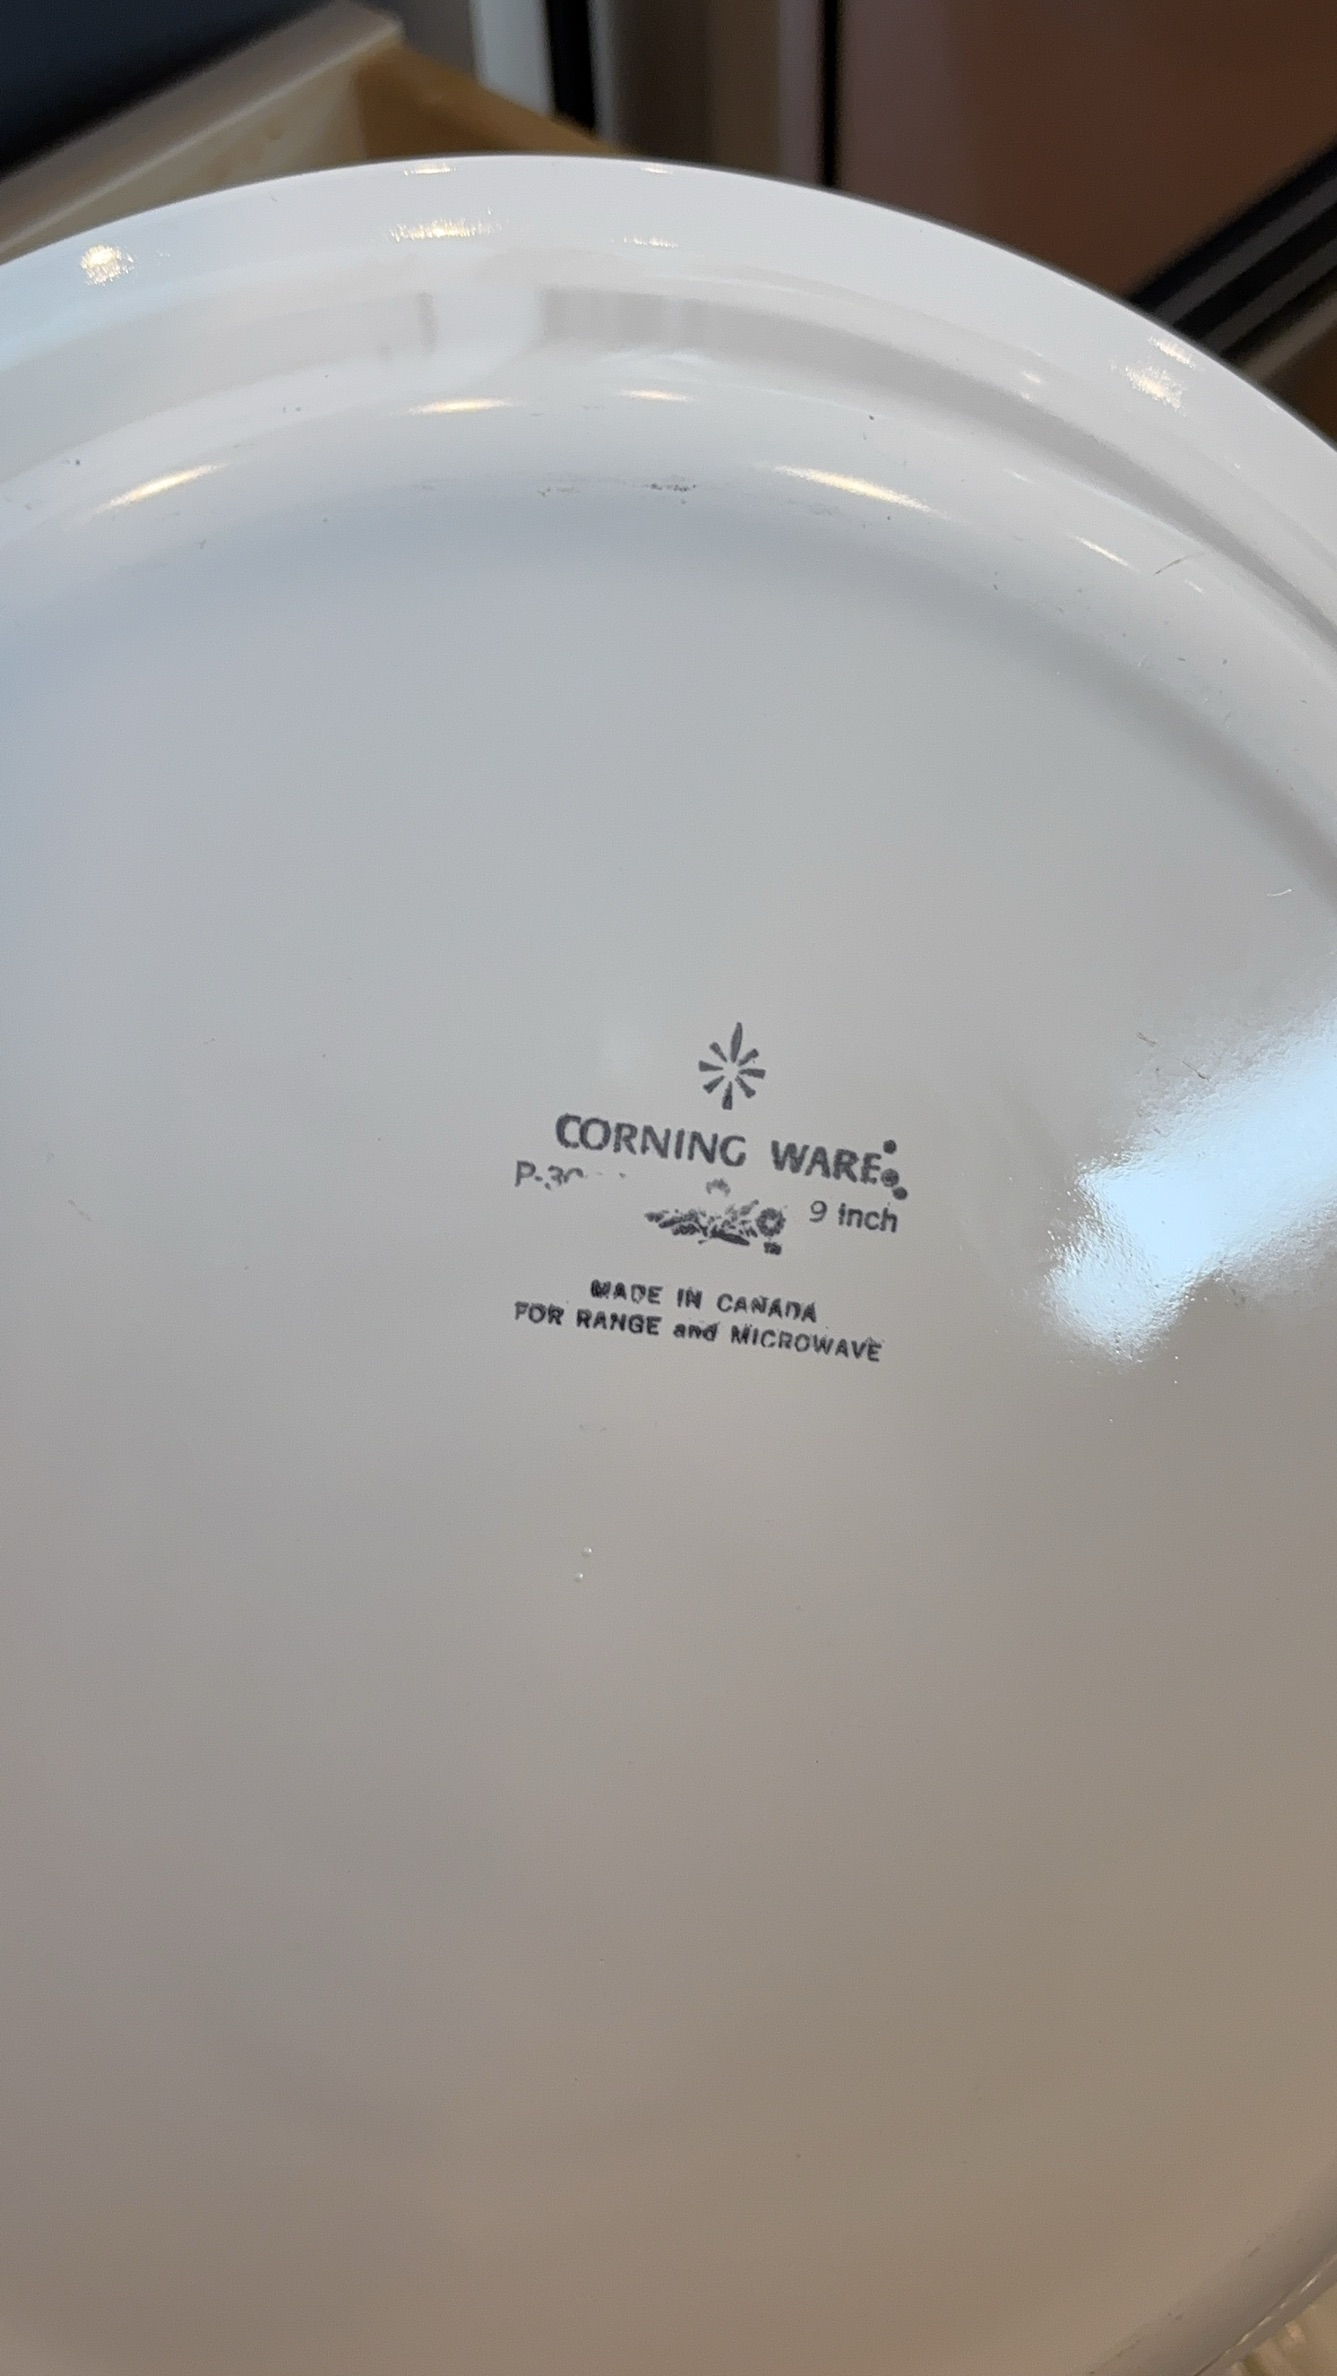 CORNING WARE
9 inch
MADE IN CANADA
FOR RANGE and MICROWAVE